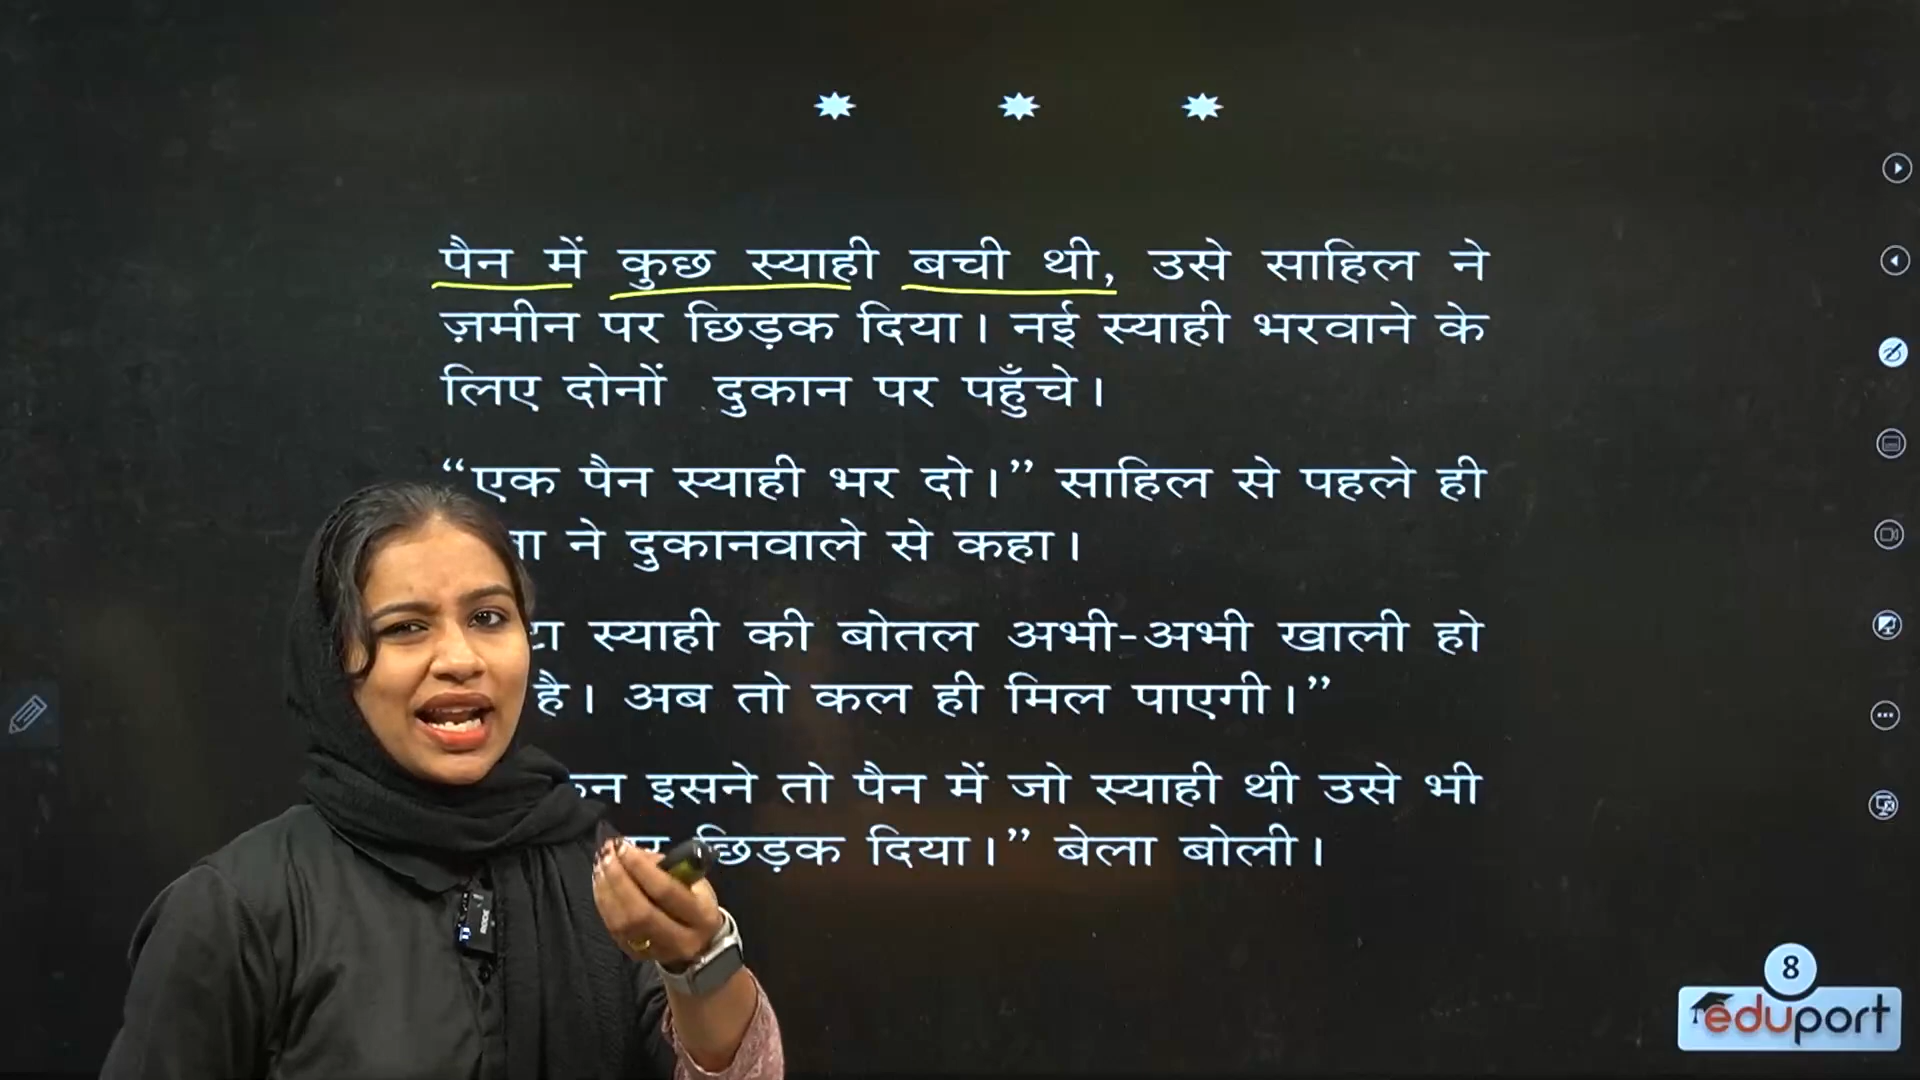 पैन में कुछ स्याही बची थी, उसे साहिल ने
ज़मीन पर छिड़क दिया। नई स्याही भरवाने के
लिए दोनों दुकान पर पहुँचे।
“एक पैन स्याही भर दो।” साहिल से पहले ही
ने दुकानवाले से कहा।
स्याही की बोतल अभी-अभी खाली हो
है। अब तो कल ही मिल पाएगी।”
इसने तो पैन में जो स्याही थी उसे भी
छिड़क दिया।” बेला बोली।
8
eduport